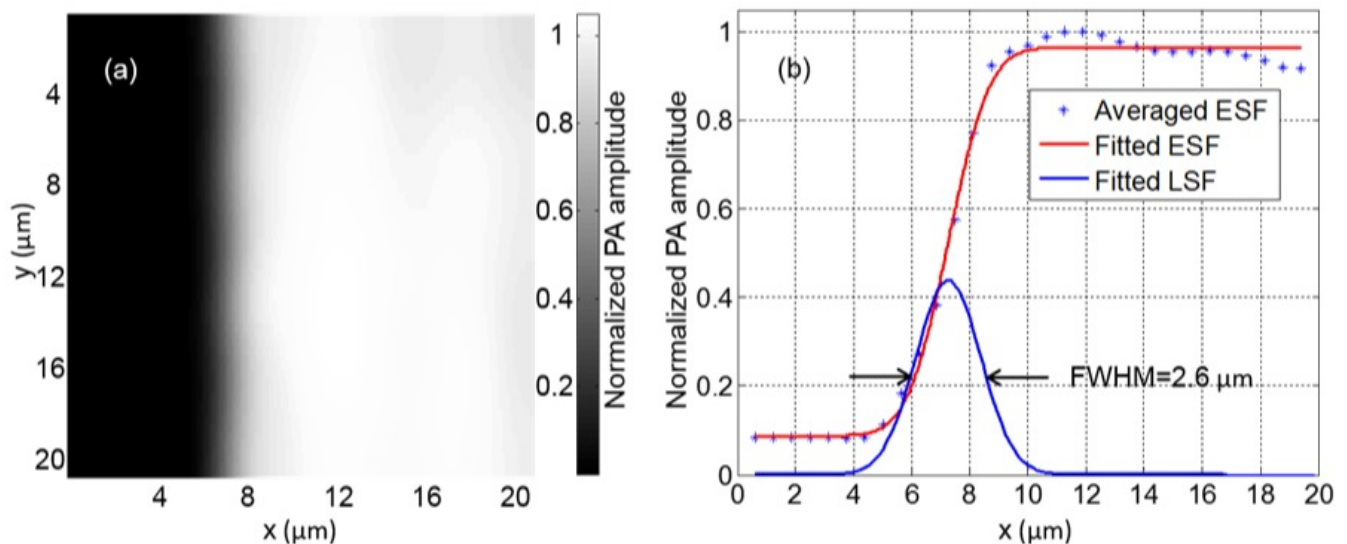 (a)
4
8
12
16
20
y (μm)
4
8
12
16
20
x (μm)
1
0.8
0.6
0.4
0.2
Normalized PA amplitude
(b)
1
0.8
0.6
0.4
0.2
0
Normalized PA amplitude
Averaged ESF
Fitted ESF
Fitted LSF
FWHM=2.6 μm
0
2
4
6
8
10
12
14
16
18
20
x (μm)